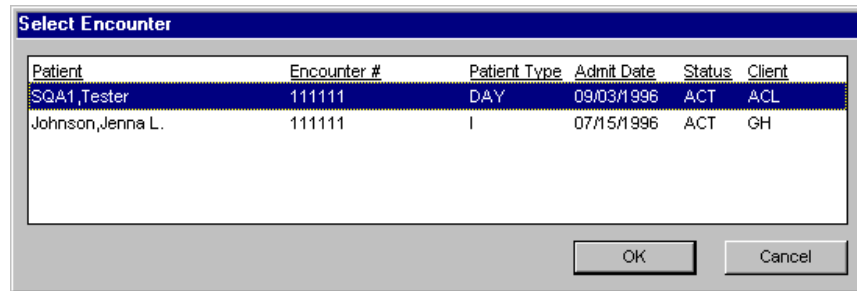 Select Encounter
Patient Encounter # Patient Type Admit Date Status Client
SQA1,Tester 111111 DAY 09/03/1996 ACT ACL
Johnson,Jenna L. 111111 I 07/15/1996 ACT GH
OK Cancel